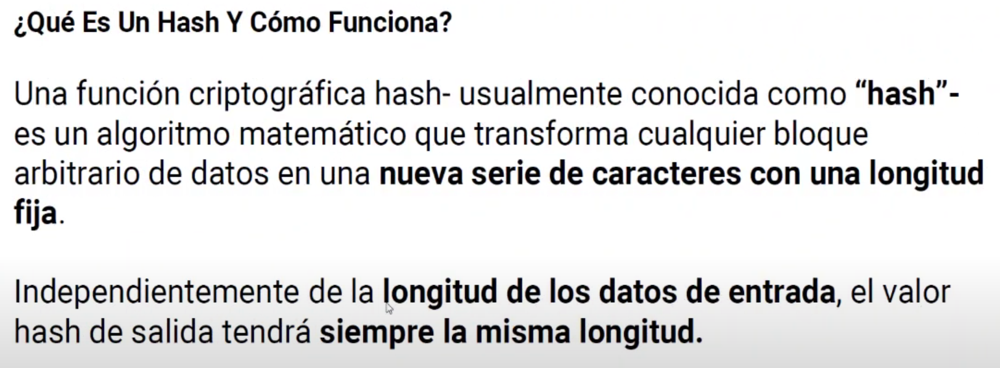 ¿Qué Es Un Hash Y Cómo Funciona?
Una función criptográfica hash- usualmente conocida como “hash”-
es un algoritmo matemático que transforma cualquier bloque
arbitrario de datos en una nueva serie de caracteres con una longitud
fija.
Independientemente de la longitud de los datos de entrada, el valor
hash de salida tendrá siempre la misma longitud.